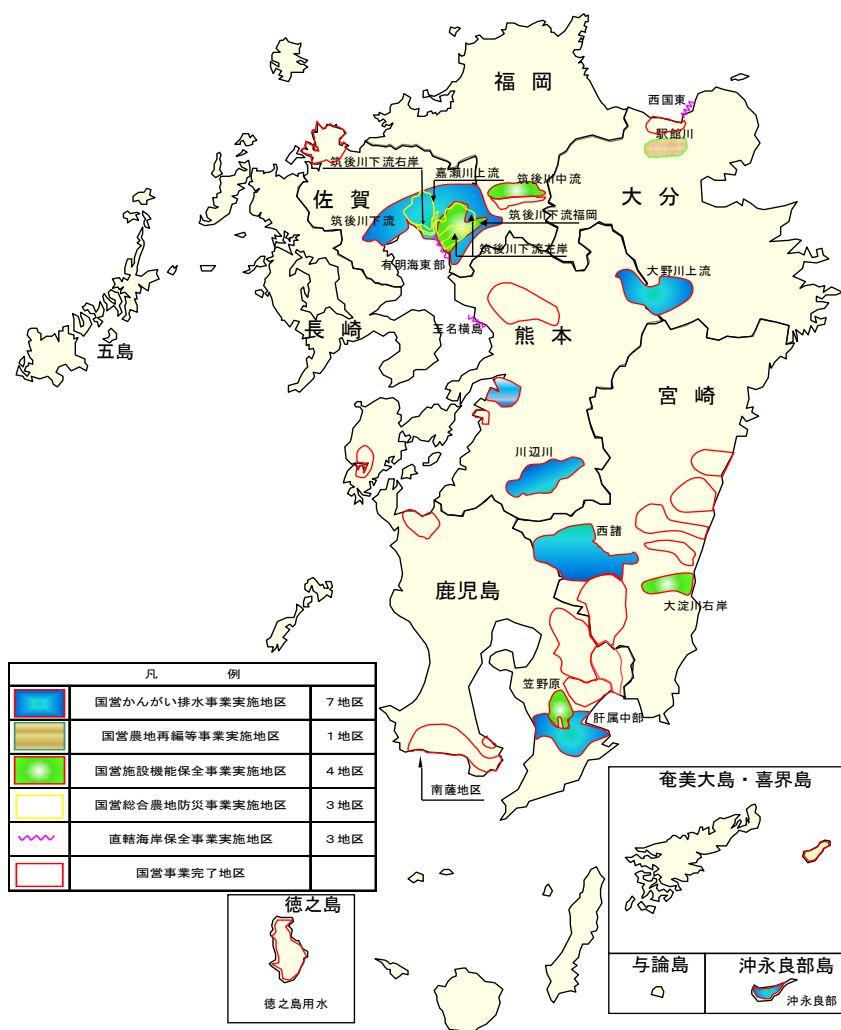 福岡
西国東
駅館川
筑後川下流右岸
嘉瀬川上流
筑後川中流
佐賀
大分
筑後川下流
筑後川下流福岡
筑後川下流左岸
有明海東部
大野川上流
玉名横島
長崎
熊本
五島
宮崎
川辺川
西諸
鹿児島
大淀川右岸
凡例
国営かんがい排水事業実施地区 7地区
国営農地再編等事業実施地区 1地区
国営施設機能保全事業実施地区 4地区
国営総合農地防災事業実施地区 3地区
直轄海岸保全事業実施地区 3地区
国営事業完了地区
笠野原
肝属中部
南薩地区
奄美大島・喜界島
徳之島
徳之島用水
与論島
沖永良部島
沖永良部